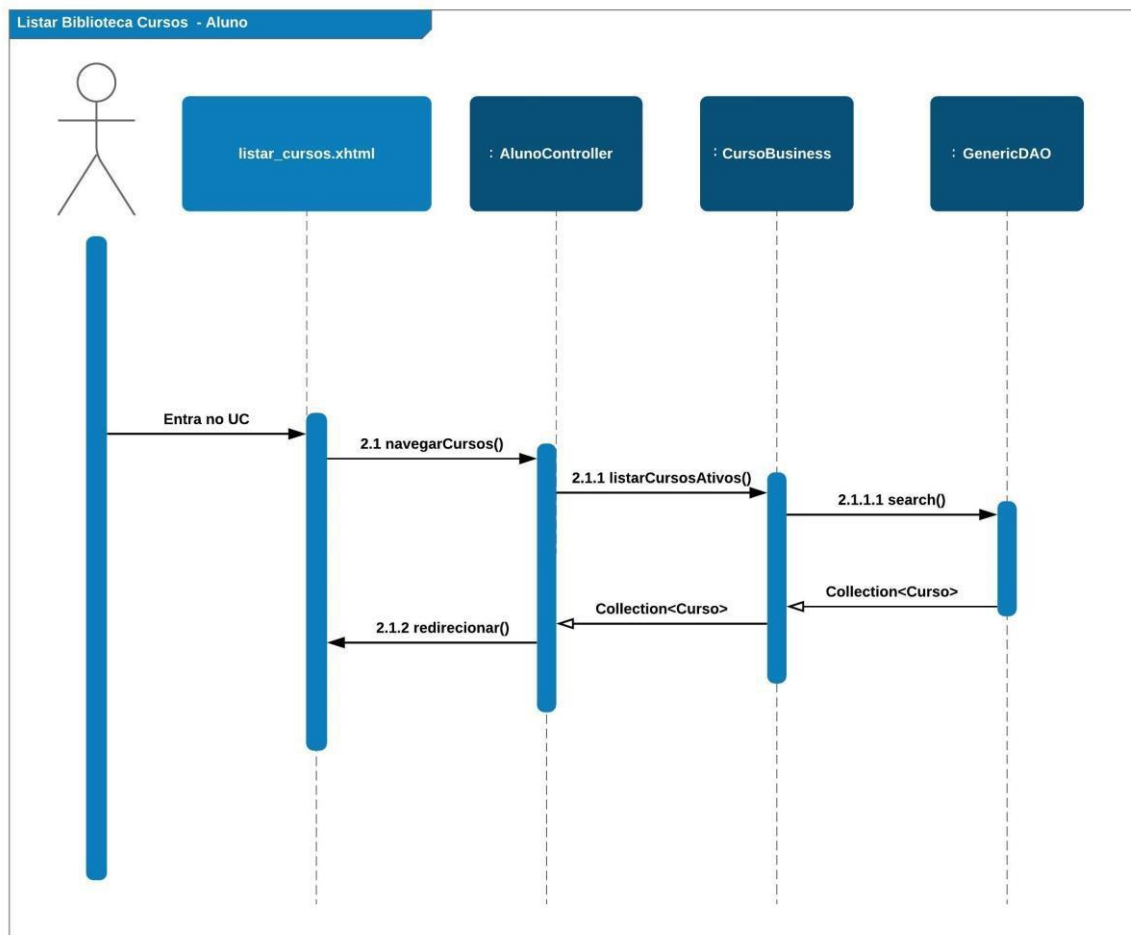 Listar Biblioteca Cursos - Aluno
listar_cursos.xhtml
: AlunoController
: CursoBusiness
: GenericDAO
Entra no UC
2.1 navegarCursos()
2.1.1 listarCursosAtivos()
2.1.1.1 search()
Collection<Curso>
Collection<Curso>
2.1.2 redirecionar()